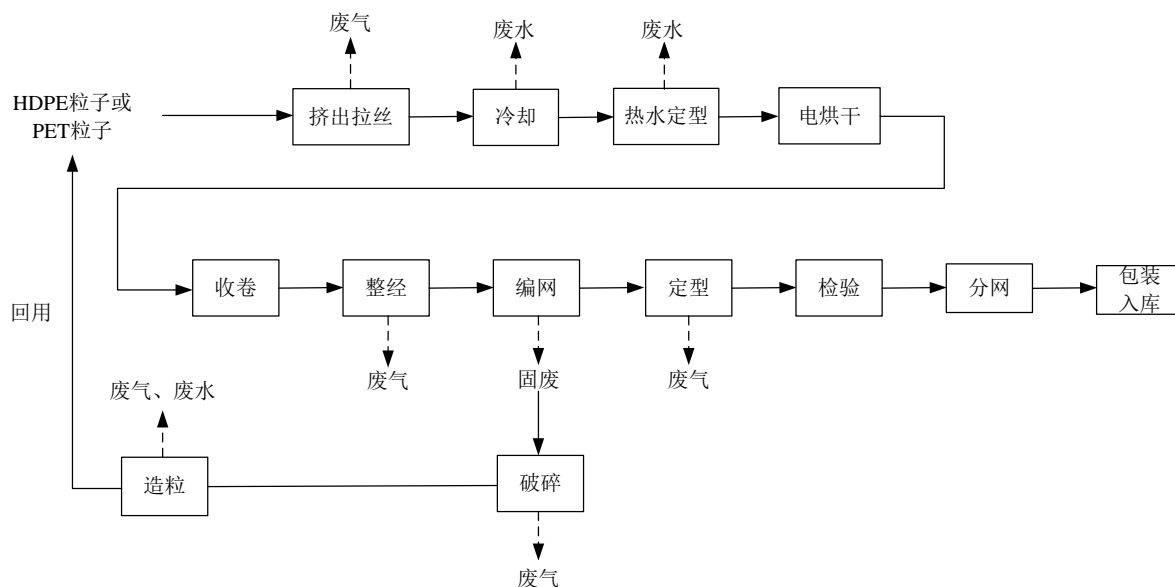 废气
废水
废水
HDPE粒子或
PET粒子
挤出拉丝
冷却
热水定型
电烘干
收卷
整经
编网
定型
检验
分网
包装
入库
回用
废气
固废
废气
废气、废水
造粒
破碎
废气